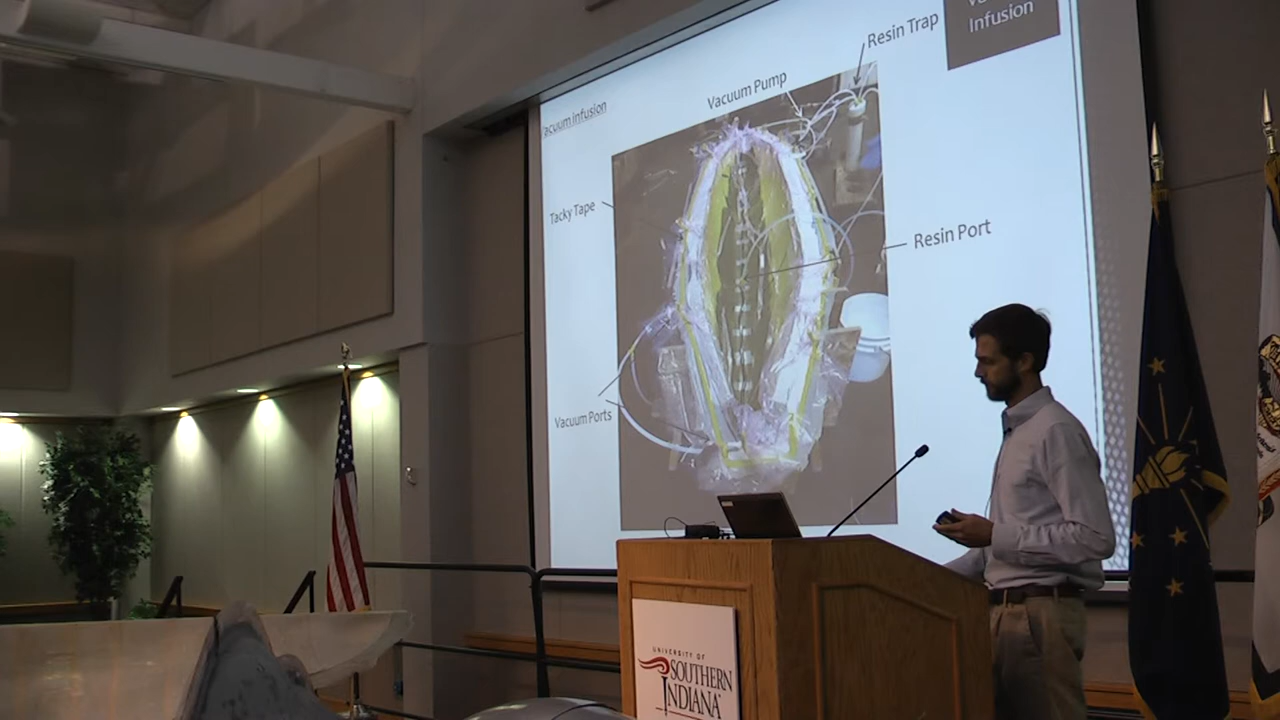 Infusion
Resin Trap
Vacuum Pump
acuum infusion
Tacky Tape
Resin Port
Vacuum Ports
UNIVERSITY OF
SOUTHERN
INDIANA